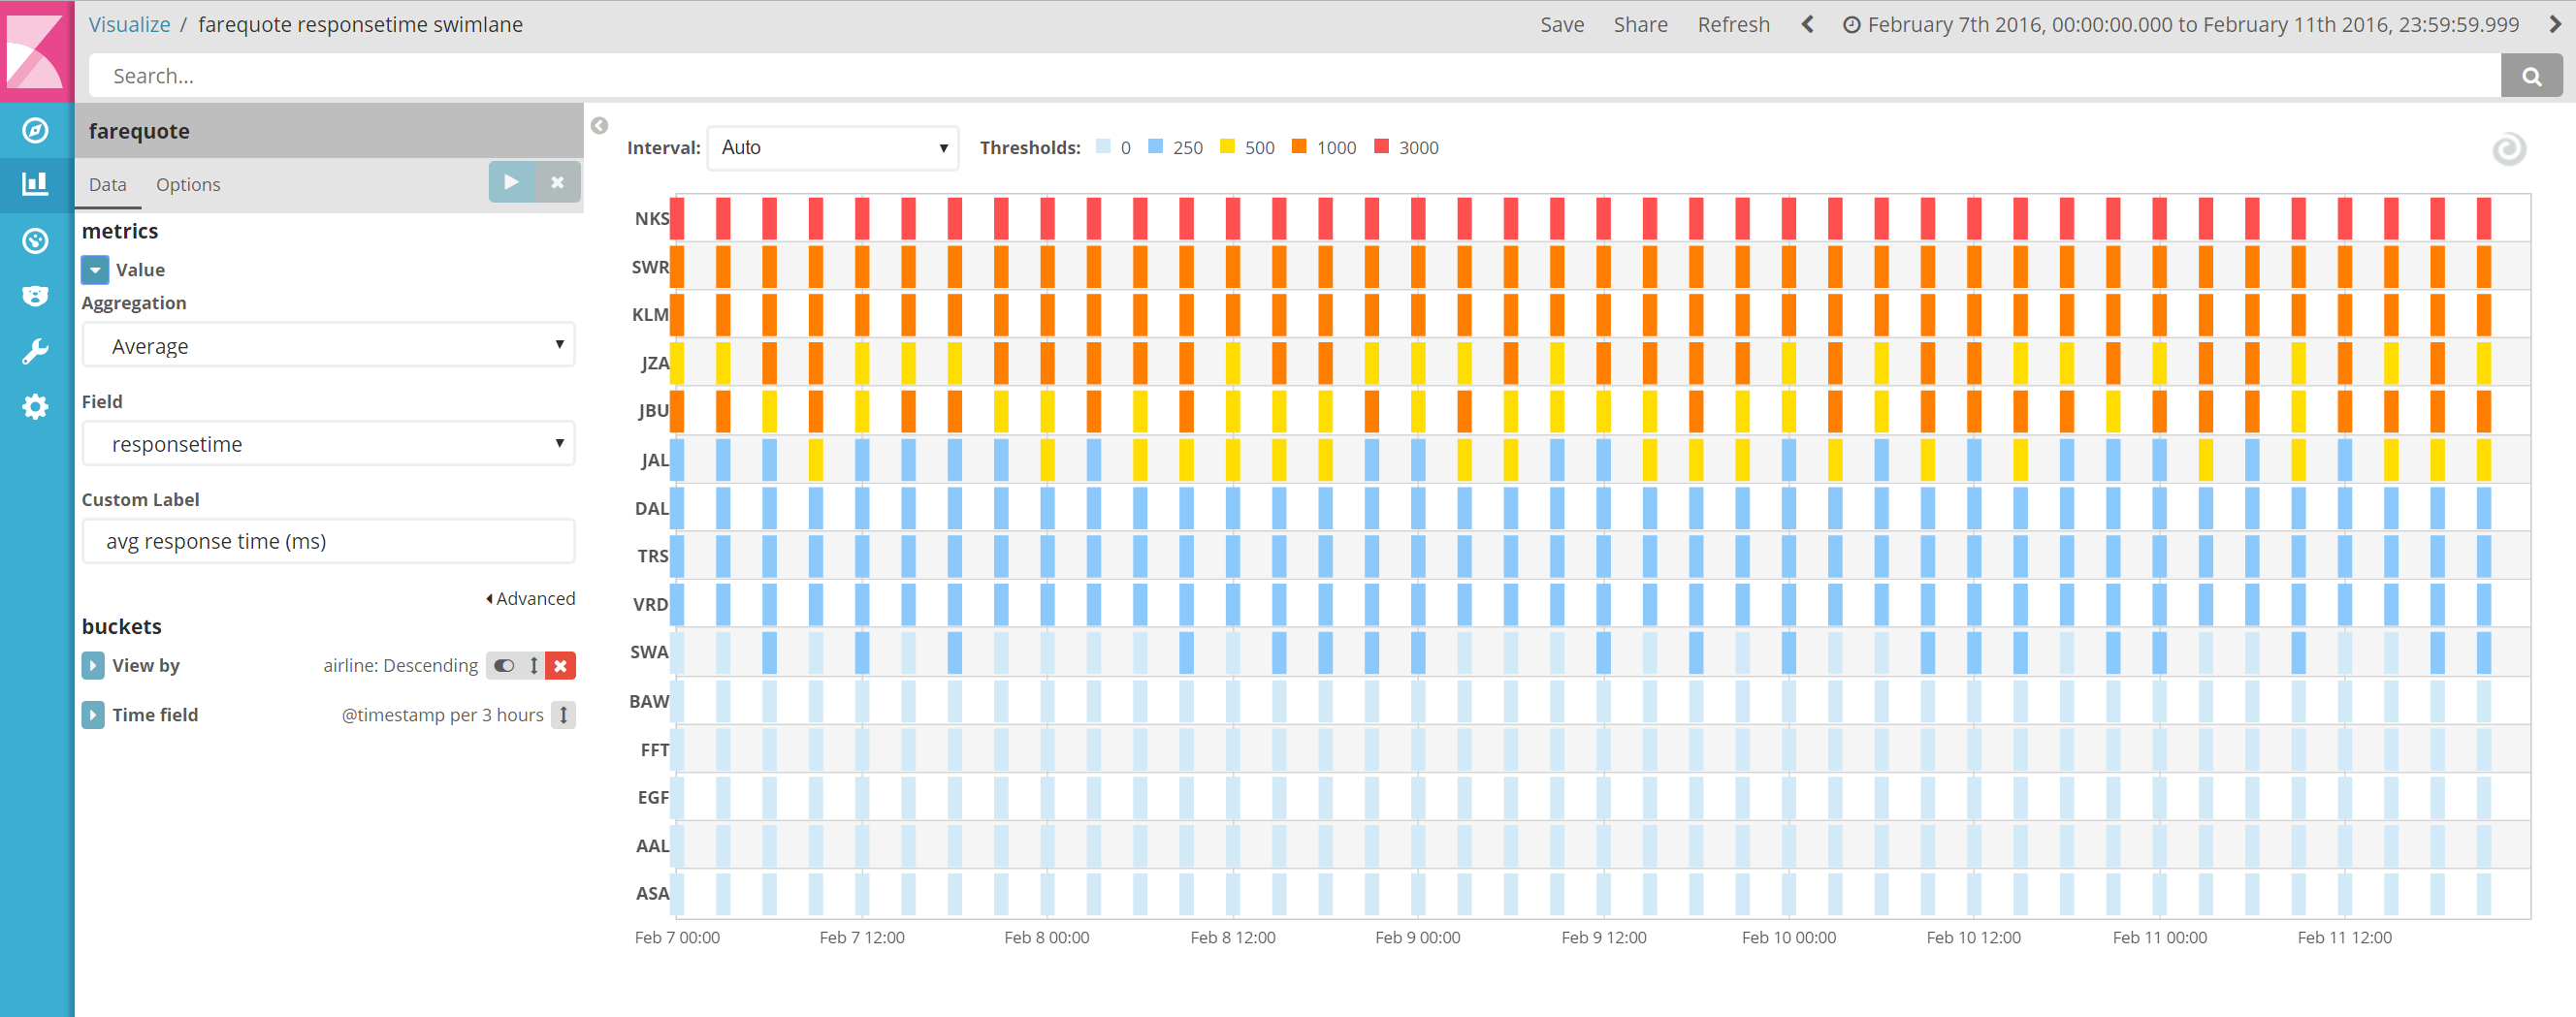 Visualize / farequote responsetime swimlane
Save Share Refresh February 7th 2016, 00:00:00.000 to February 11th 2016, 23:59:59.999
Search...
farequote
Data Options
metrics
Value
Aggregation
Average
Field
responsetime
Custom Label
avg response time (ms)
Advanced
buckets
View by airline: Descending
Time field @timestamp per 3 hours
Interval: Auto Thresholds: 0 250 500 1000 3000
NKS
SWR
KLM
JZA
JBU
JAL
DAL
TRS
VRD
SWA
BAW
FFT
EGF
AAL
ASA
Feb 7 00:00 Feb 7 12:00 Feb 8 00:00 Feb 8 12:00 Feb 9 00:00 Feb 9 12:00 Feb 10 00:00 Feb 10 12:00 Feb 11 00:00 Feb 11 12:00